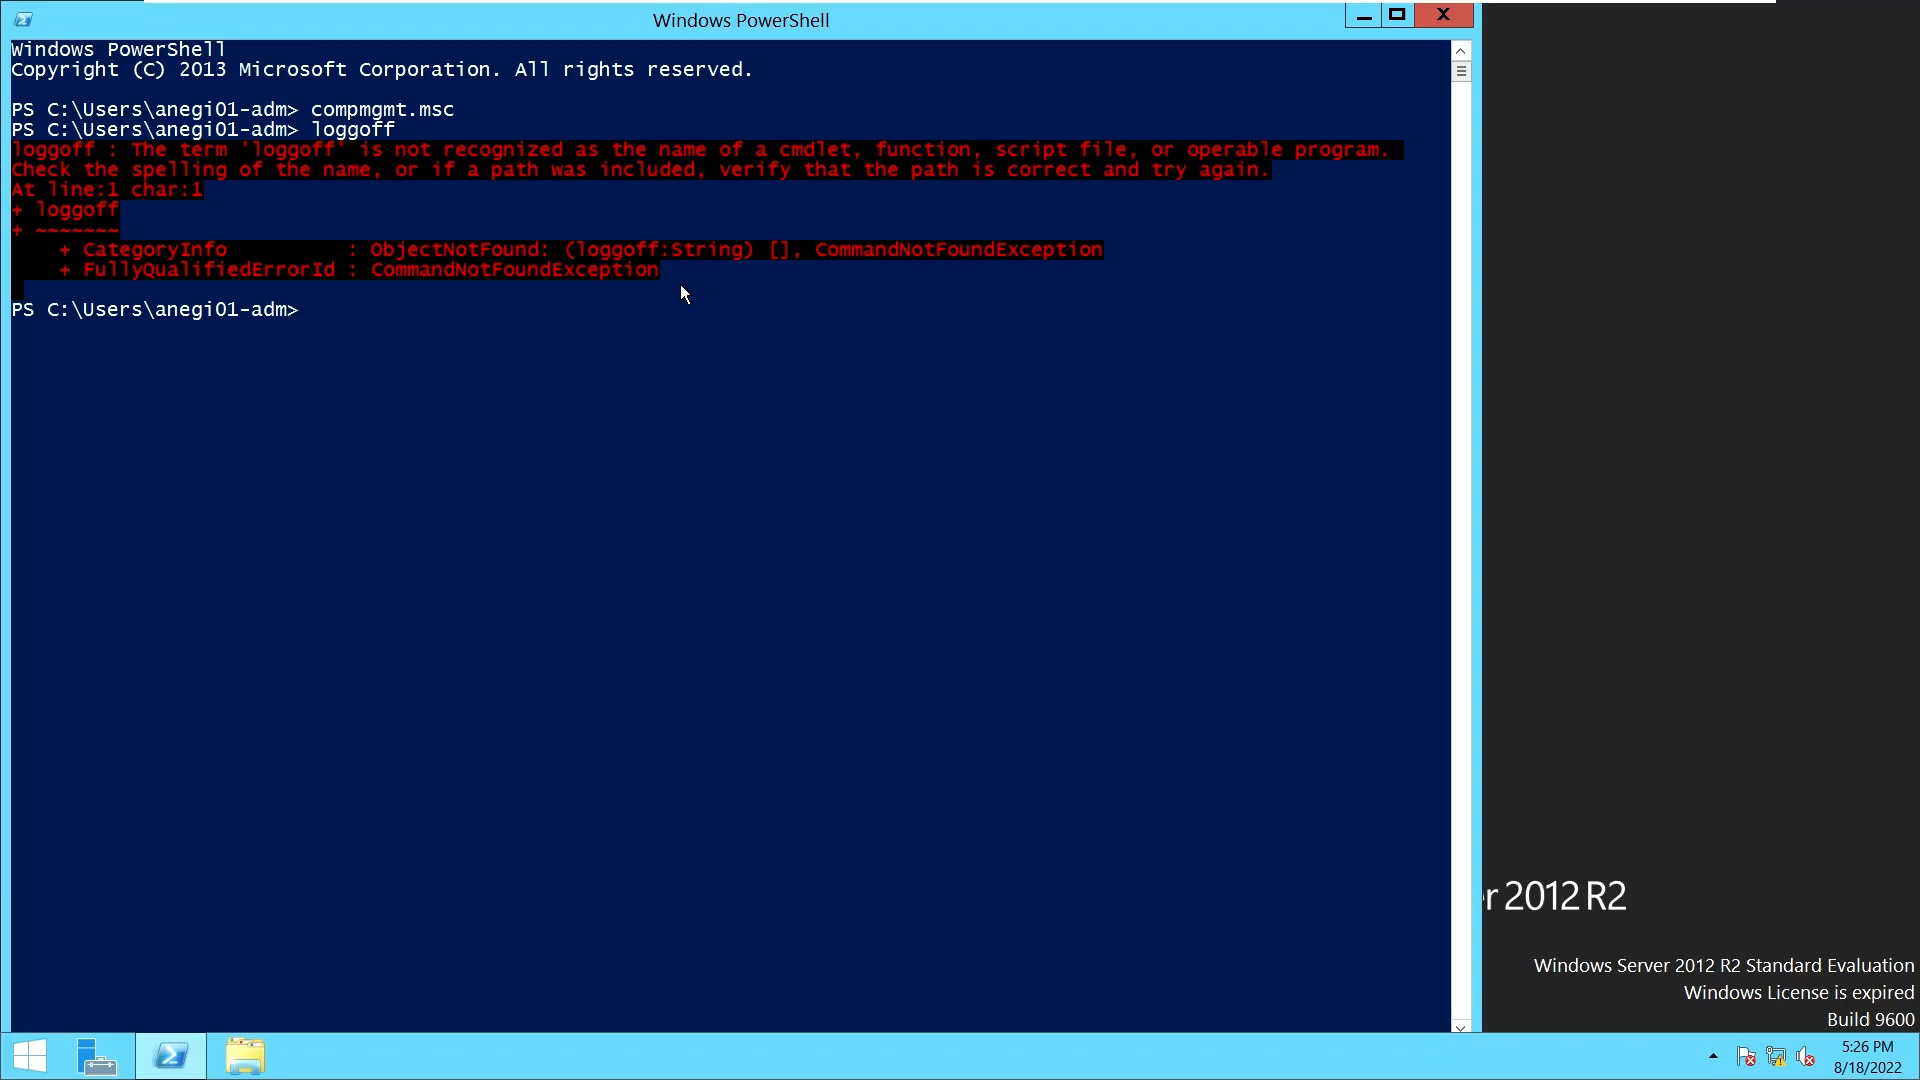 Windows PowerShell
Windows PowerShell
Copyright (C) 2013 Microsoft Corporation. All rights reserved.
PS C:\Users\anegi01-adm> compmgmt.msc
PS C:\Users\anegi01-adm> loggoff
loggoff : The term 'loggoff' is not recognized as the name of a cmdlet, function, script file, or operable program.
Check the spelling of the name, or if a path was included, verify that the path is correct and try again.
At line:1 char:1
+ loggoff
+ ~~~~~~~
    + CategoryInfo          : ObjectNotFound: (loggoff:String) [], CommandNotFoundException
    + FullyQualifiedErrorId : CommandNotFoundException
PS C:\Users\anegi01-adm>
r 2012 R2
Windows Server 2012 R2 Standard Evaluation
Windows License is expired
Build 9600
5:26 PM
8/18/2022